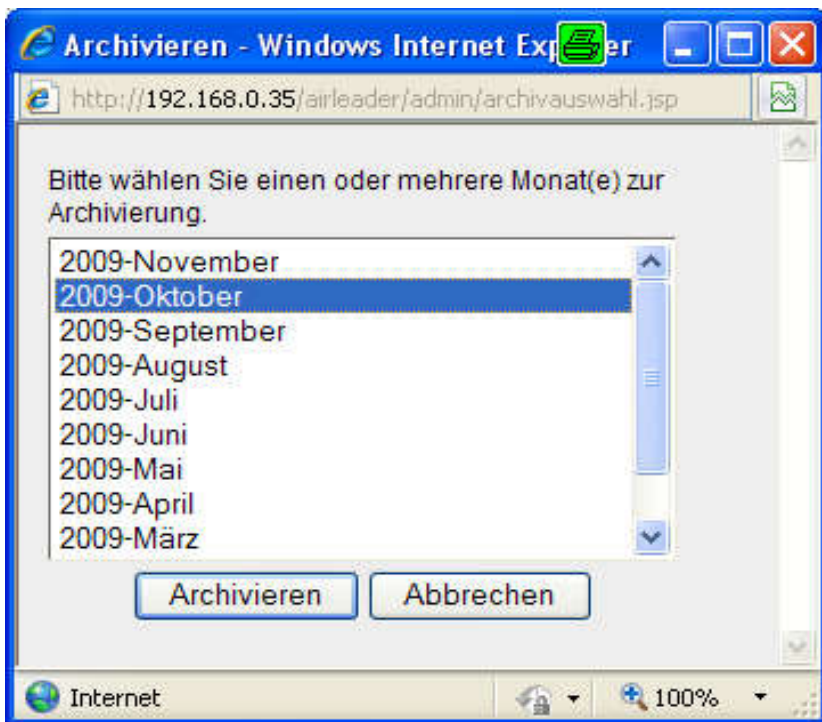 Archivieren - Windows Internet Exp er
http://192.168.0.35/airleader/admin/archivauswahl.jsp
Bitte wählen Sie einen oder mehrere Monat(e) zur
Archivierung.
2009-November
2009-Oktober
2009-September
2009-August
2009-Juli
2009-Juni
2009-Mai
2009-April
2009-März
Archivieren Abbrechen
Internet 100%